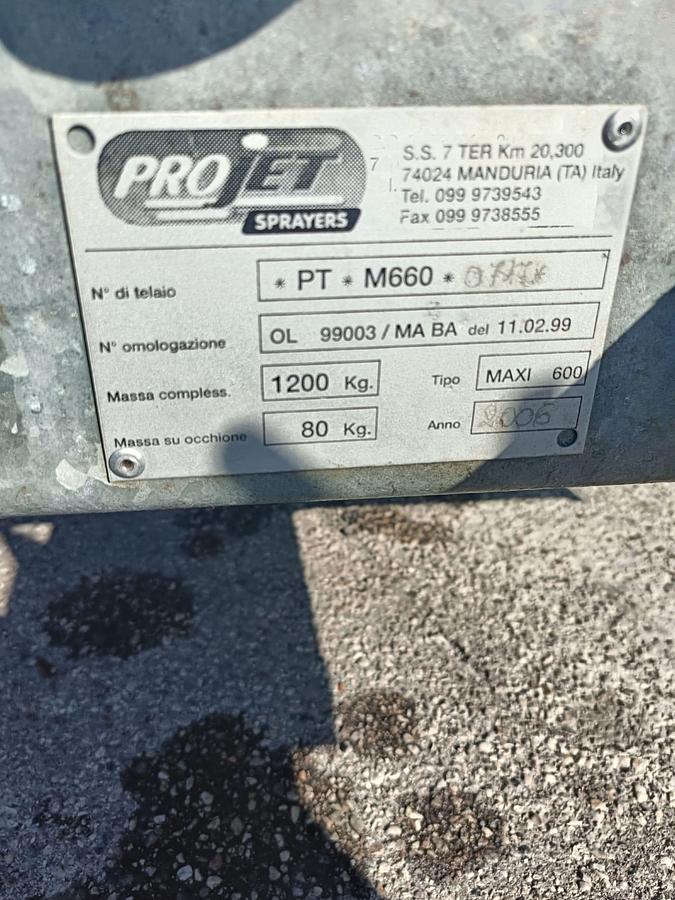 PROJET
SPRAYERS
S.S. 7 TER Km 20,300
74024 MANDURIA (TA) Italy
Tel. 099 9739543
Fax 099 9738555
N° di telaio * PT * M660 *
N° omologazione OL 99003 / MA BA del 11.02.99
Massa compless. 1200 Kg. Tipo MAXI 600
Massa su occhione 80 Kg. Anno 2006